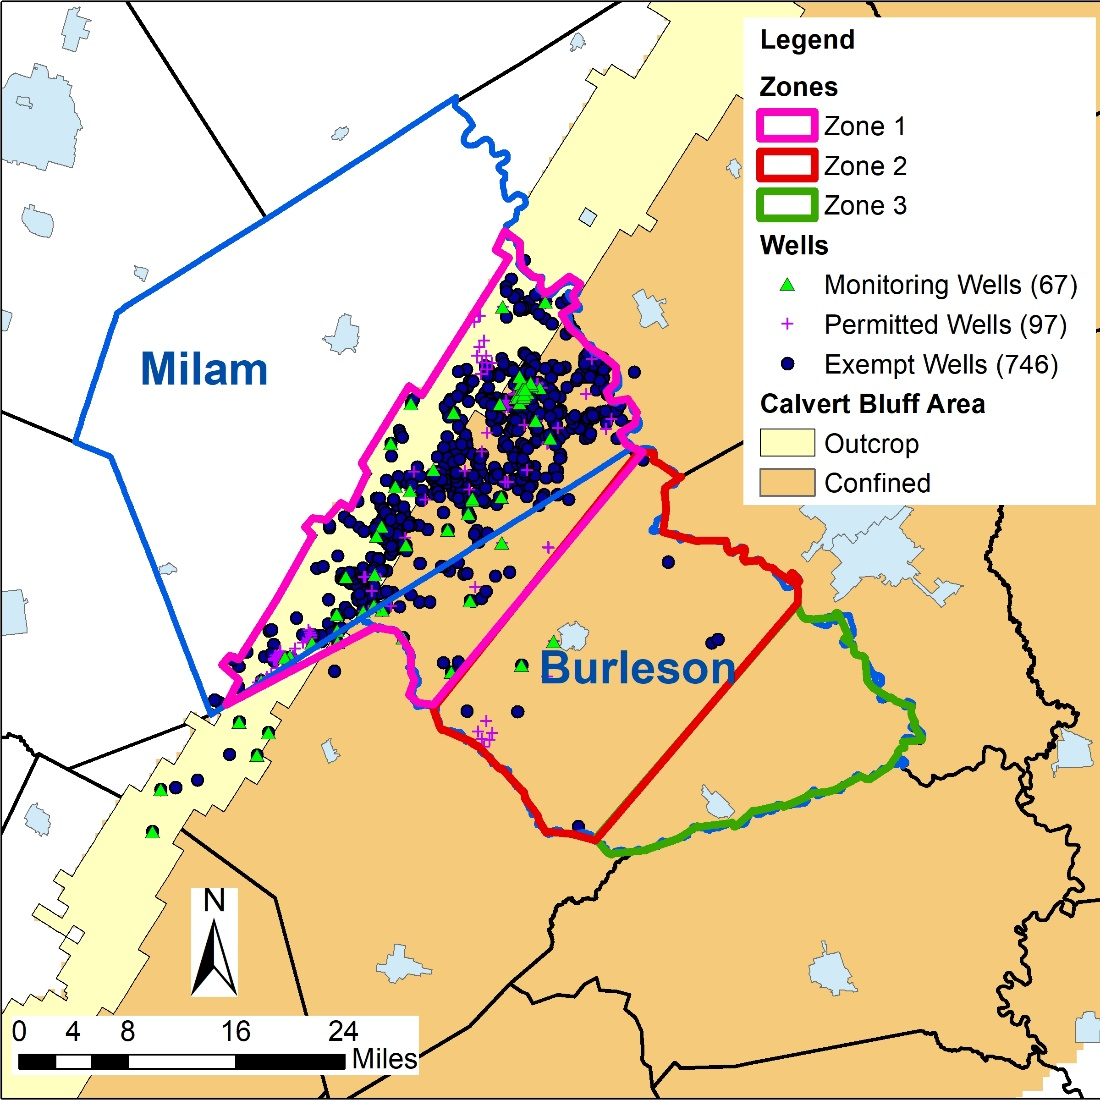 Legend
Zones
Zone 1
Zone 2
Zone 3
Wells
Monitoring Wells (67)
Permitted Wells (97)
Exempt Wells (746)
Calvert Bluff Area
Outcrop
Confined
Milam
Burleson
N
0 4 8 16 24
Miles